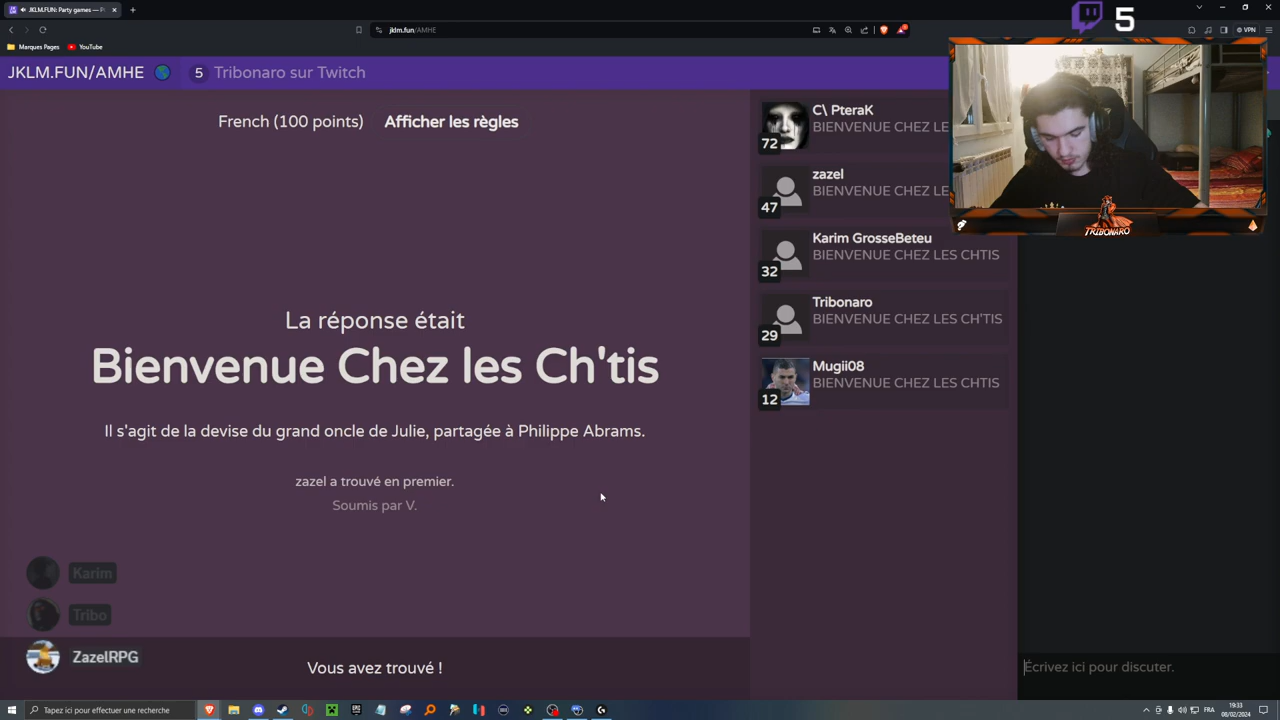 JKLM.FUN: Party games —
5
jklm.fun/AMHE
VPN
Marques Pages
YouTube
JKLM.FUN/AMHE
5
Tribonaro sur Twitch
French (100 points)
Afficher les règles
C\ PteraK
BIENVENUE CHEZ LE
72
zazel
BIENVENUE CHEZ LE
47
Karim GrosseBeteu
BIENVENUE CHEZ LES CHTIS
32
Tribonaro
BIENVENUE CHEZ LES CH'TIS
29
Mugii08
BIENVENUE CHEZ LES CHTIS
12
TRIBONARO
La réponse était
Bienvenue Chez les Ch'tis
Il s'agit de la devise du grand oncle de Julie, partagée à Philippe Abrams.
zazel a trouvé en premier.
Soumis par V.
Karim
Tribo
ZazelRPG
Vous avez trouvé !
Écrivez ici pour discuter.
Tapez ici pour effectuer une recherche
FRA
19:33
08/02/2024